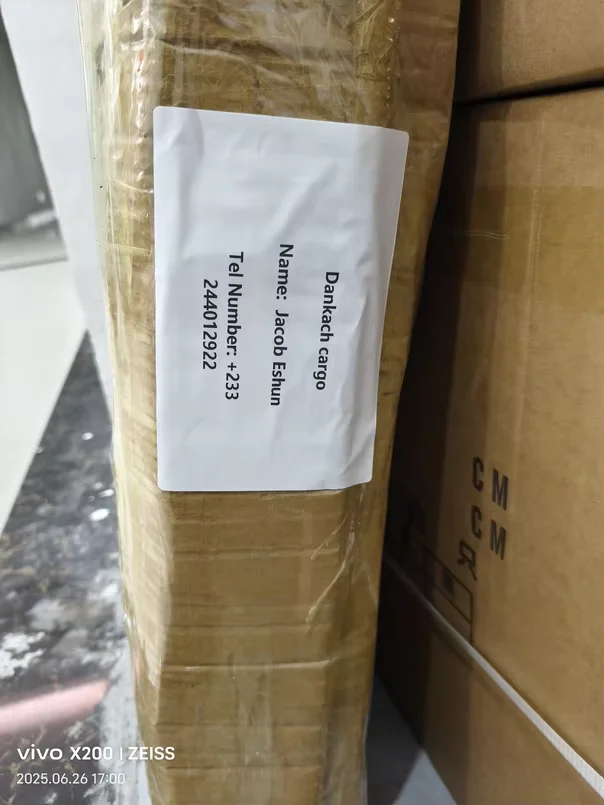 Dankach cargo
Name: Jacob Eshun
Tel Number: +233
244012922
C M
C M
vivo X200 | ZEISS
2025.06.26 17:00